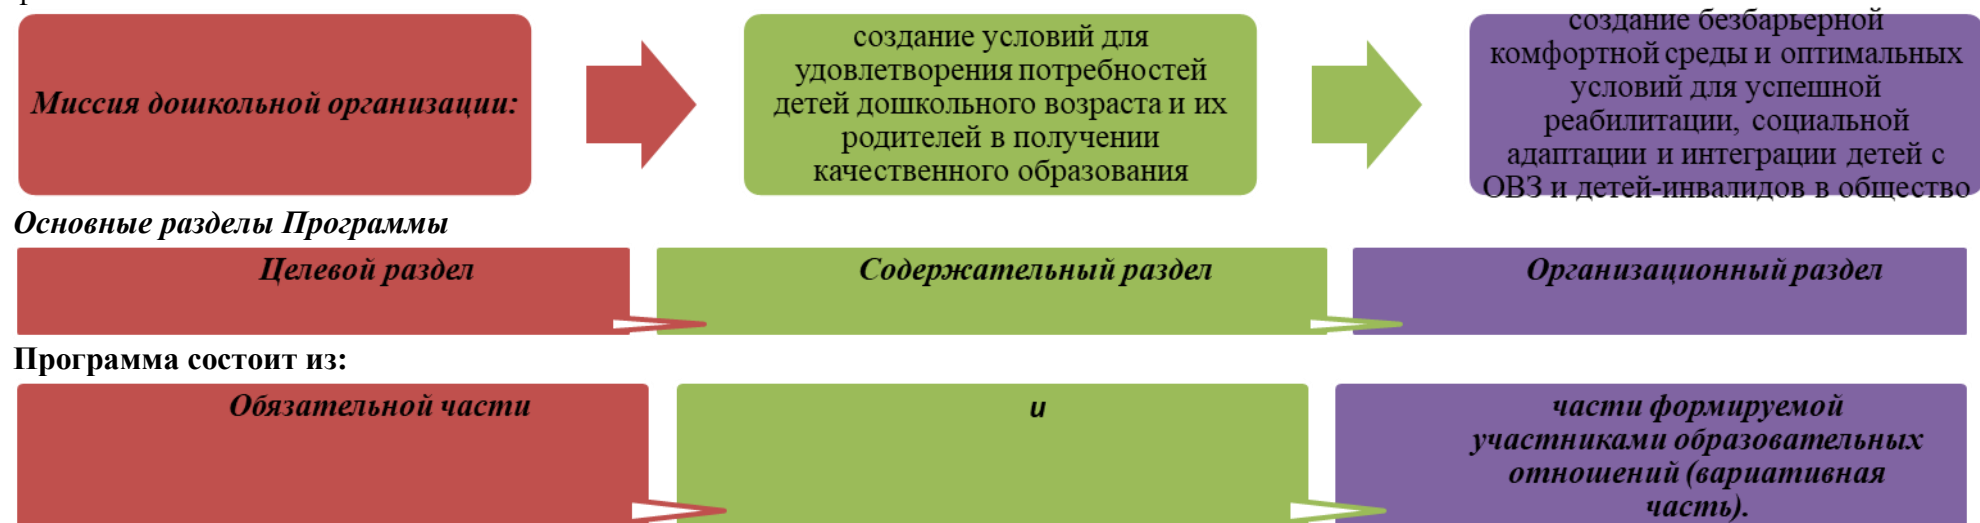 Миссия дошкольной организации:
создание условий для
удовлетворения потребностей
детей дошкольного возраста и их
родителей в получении
качественного образования
создание безбарьерной
комфортной среды и оптимальных
условий для успешной
реабилитации, социальной
адаптации и интеграции детей с
ОВЗ и детей-инвалидов в общество
Основные разделы Программы
Целевой раздел
Содержательный раздел
Организационный раздел
Программа состоит из:
Обязательной части
и
части формируемой
участниками образовательных
отношений (вариативная
часть).